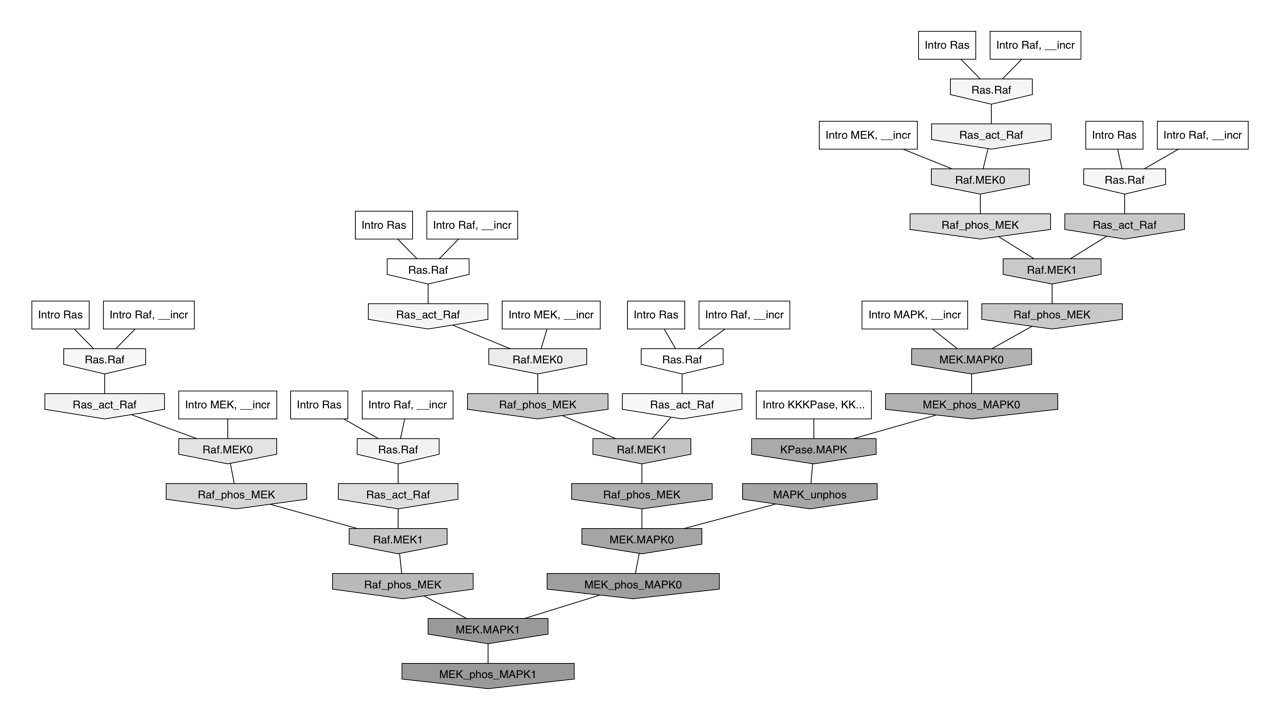 Intro Ras
Intro Raf, __incr
Ras.Raf
Intro MEK, __incr
Ras_act_Raf
Intro Ras
Intro Raf, __incr
Raf.MEK0
Ras.Raf
Intro Ras
Intro Raf, __incr
Raf_phos_MEK
Ras_act_Raf
Ras.Raf
Raf.MEK1
Intro Ras
Intro Raf, __incr
Ras_act_Raf
Intro MEK, __incr
Intro Ras
Intro Raf, __incr
Intro MAPK, __incr
Raf_phos_MEK
Ras.Raf
Raf.MEK0
Ras.Raf
MEK.MAPK0
Ras_act_Raf
Intro MEK, __incr
Intro Ras
Intro Raf, __incr
Raf_phos_MEK
Ras_act_Raf
Intro KKKPase, KK...
MEK_phos_MAPK0
Raf.MEK0
Ras.Raf
Raf.MEK1
KPase.MAPK
Raf_phos_MEK
Ras_act_Raf
Raf_phos_MEK
MAPK_unphos
Raf.MEK1
MEK.MAPK0
Raf_phos_MEK
MEK_phos_MAPK0
MEK.MAPK1
MEK_phos_MAPK1